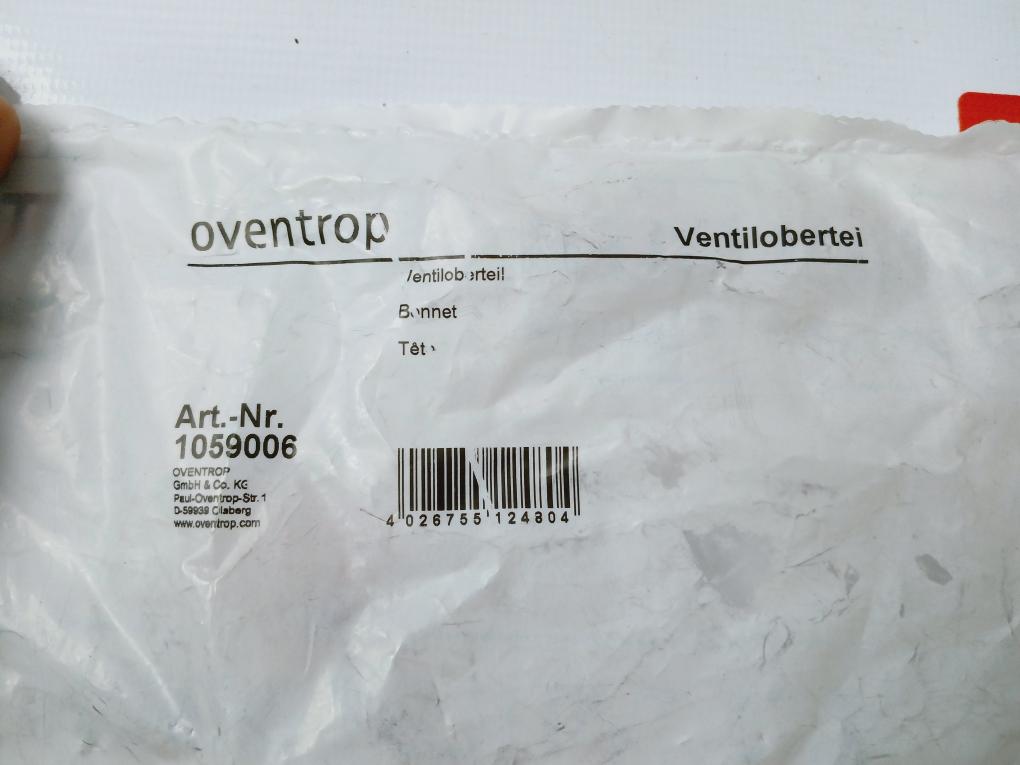 oventrop
Ventilobertei
Ventiloberteil
Bonnet
Têt
Art.-Nr.
1059006
OVENTROP
GmbH & Co. KG
Paul-Oventrop-Str. 1
D-59939 Olsberg
www.oventrop.com
4 026755 124804